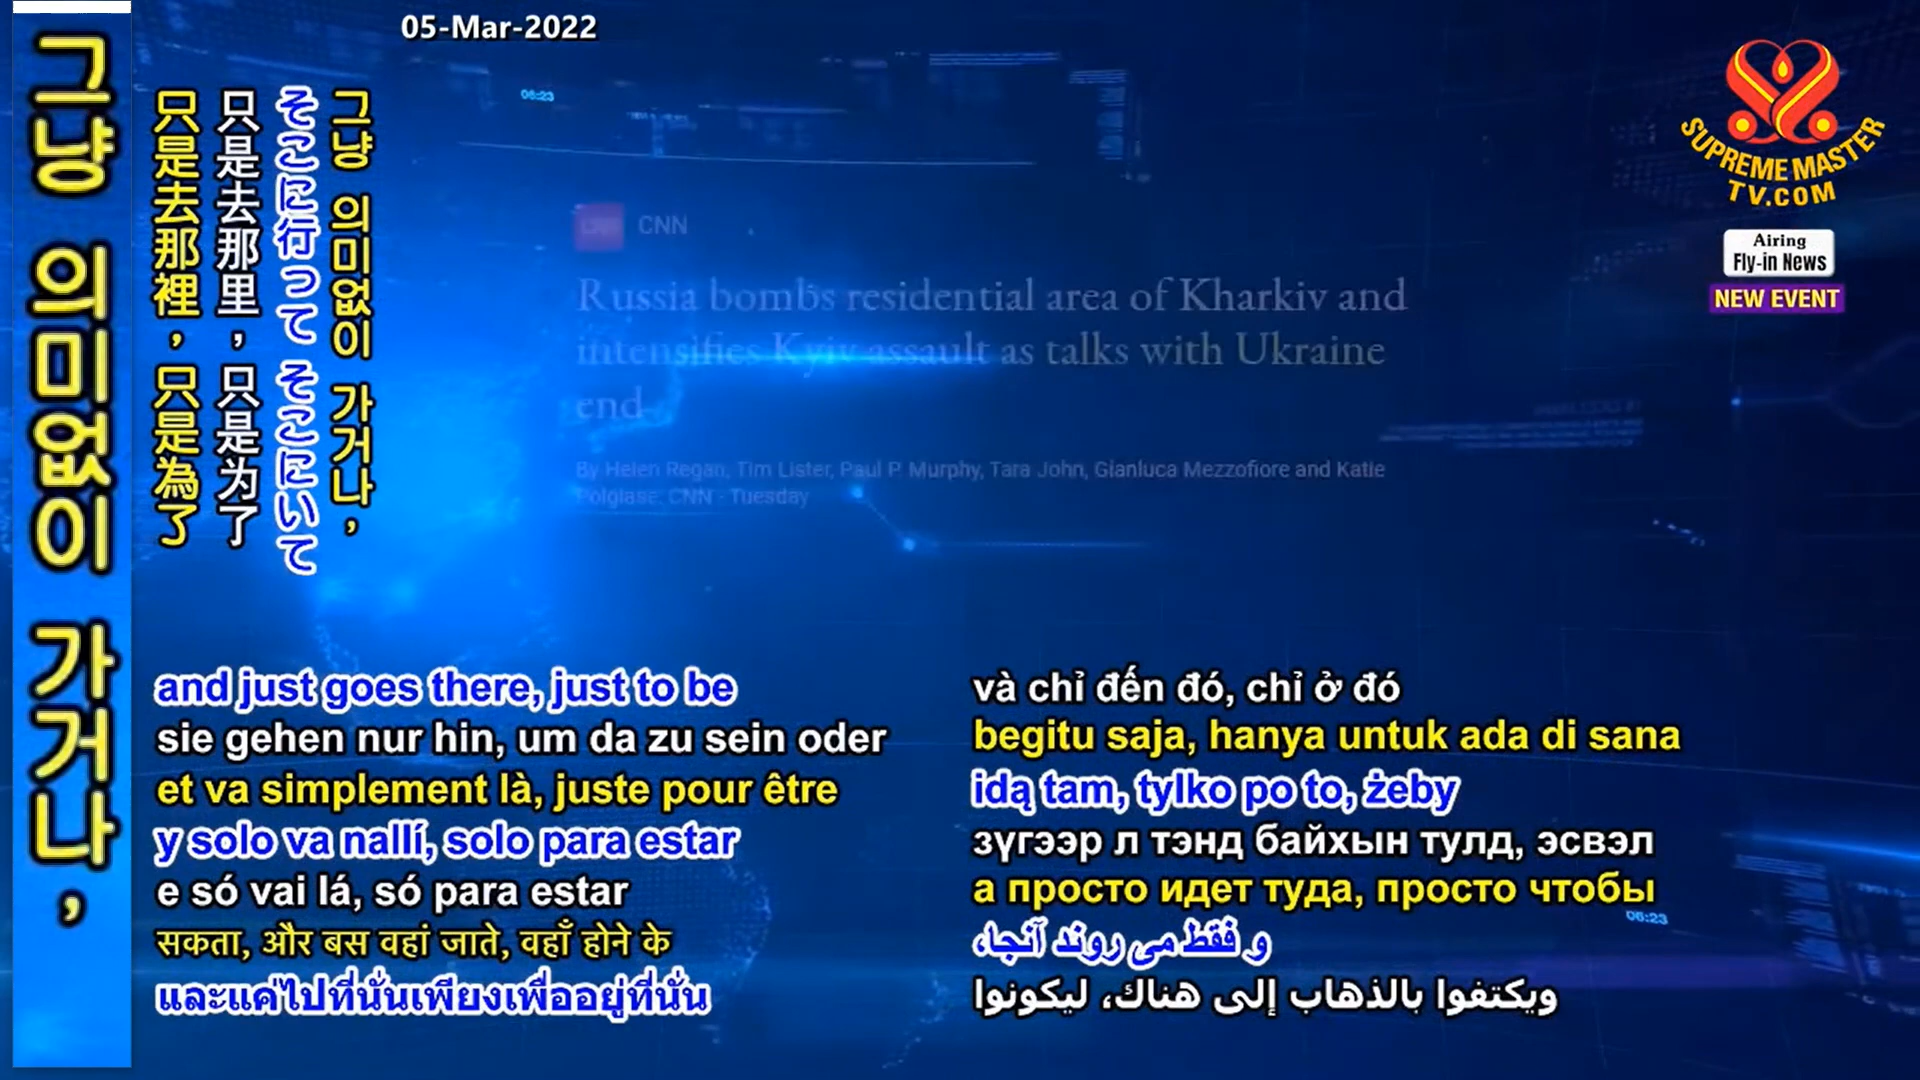 05-Mar-2022
그냥 의미없이 가거나,
只是去那裡，只是為了
只是去那里，只是为了
そこに行って そこにいて
그냥 의미없이 가거나,
06:23
CNN
Russia bombs residential area of Kharkiv and
intensifies Kyiv assault as talks with Ukraine
end
By Helen Regan, Tim Lister, Paul P. Murphy, Tara John, Gianluca Mezzofiore and Katie
Polglase, CNN - Tuesday
SUPREME MASTER
TV.COM
Airing
Fly-in News
NEW EVENT
and just goes there, just to be
sie gehen nur hin, um da zu sein oder
et va simplement là, juste pour être
y solo va nallí, solo para estar
e só vai lá, só para estar
सकता, और बस वहां जाते, वहाँ होने के
และแค่ไปที่นั่นเพียงเพื่ออยู่ที่นั่น
và chỉ đến đó, chỉ ở đó
begitu saja, hanya untuk ada di sana
idą tam, tylko po to, żeby
зүгээр л тэнд байхын тулд, эсвэл
а просто идет туда, просто чтобы
06:23
و فقط می روند آنجا،
ويكتفوا بالذهاب إلى هناك، ليكونوا